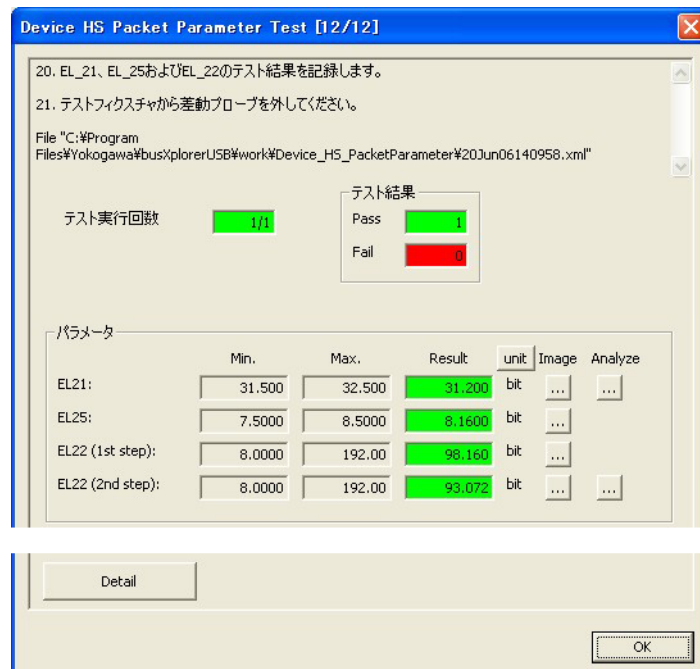 Device HS Packet Parameter Test [12/12]
20. EL_21、EL_25およびEL_22のテスト結果を記録します。
21. テストフィクスチャから差動プローブを外してください。
File "C:¥Program
Files¥Yokogawa¥busXplorerUSB¥work¥Device_HS_PacketParameter¥20Jun06140958.xml"
テスト結果
テスト実行回数 1/1 Pass 1
Fail 0
パラメータ
Min. Max. Result unit Image Analyze
EL21: 31.500 32.500 31.200 bit ... ...
EL25: 7.5000 8.5000 8.1600 bit ...
EL22 (1st step): 8.0000 192.00 98.160 bit ...
EL22 (2nd step): 8.0000 192.00 93.072 bit ... ...
Detail
OK